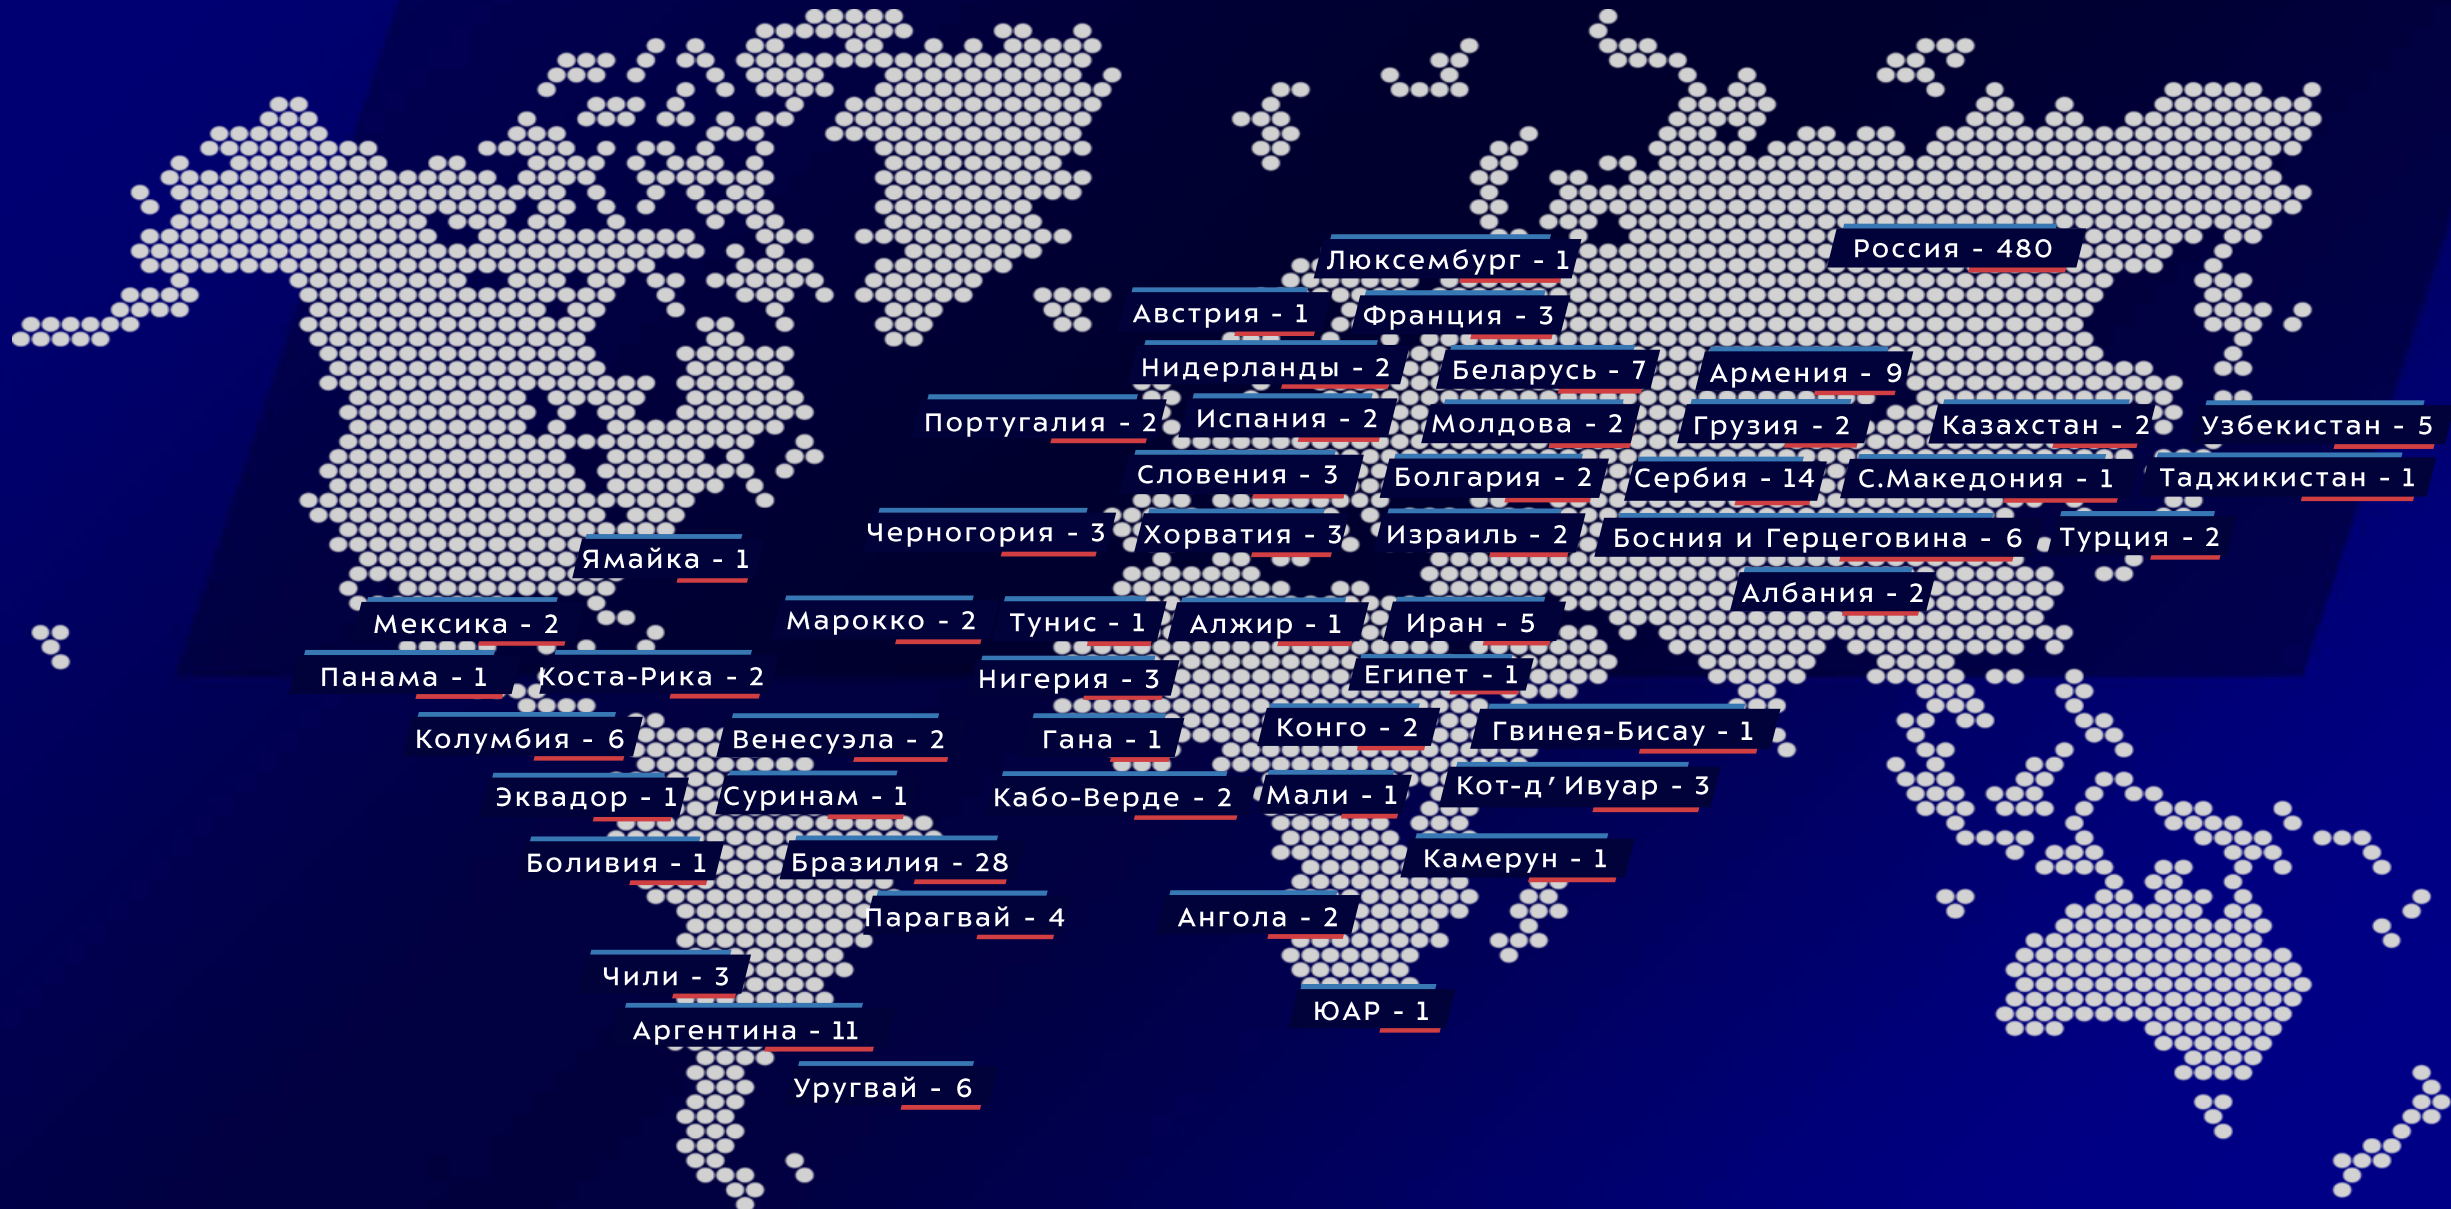 Россия - 480
Люксембург - 1
Австрия - 1
Франция - 3
Нидерланды - 2
Беларусь - 7
Армения - 9
Португалия - 2
Испания - 2
Молдова - 2
Грузия - 2
Казахстан - 2
Узбекистан - 5
Словения - 3
Болгария - 2
Сербия - 14
С.Македония - 1
Таджикистан - 1
Черногория - 3
Хорватия - 3
Израиль - 2
Босния и Герцеговина - 6
Турция - 2
Ямайка - 1
Албания - 2
Мексика - 2
Марокко - 2
Тунис - 1
Алжир - 1
Иран - 5
Панама - 1
Коста-Рика - 2
Нигерия - 3
Египет - 1
Колумбия - 6
Венесуэла - 2
Гана - 1
Конго - 2
Гвинея-Бисау - 1
Эквадор - 1
Суринам - 1
Кабо-Верде - 2
Мали - 1
Кот-д’Ивуар - 3
Боливия - 1
Бразилия - 28
Камерун - 1
Парагвай - 4
Ангола - 2
Чили - 3
ЮАР - 1
Аргентина - 11
Уругвай - 6